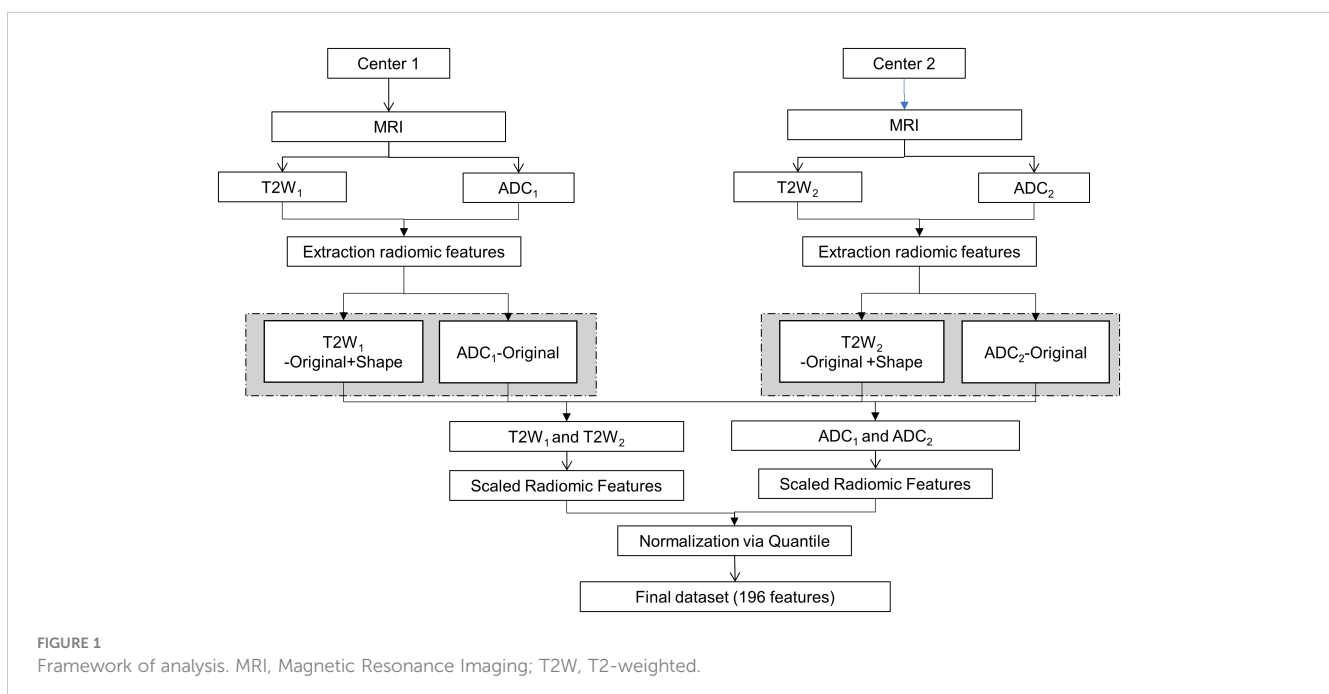 Center 1
Center 2
MRI
MRI
T2W₁
ADC₁
T2W₂
ADC₂
Extraction radiomic features
Extraction radiomic features
T2W₁
-Original+Shape
ADC₁-Original
T2W₂
-Original +Shape
ADC₂-Original
T2W₁ and T2W₂
ADC₁ and ADC₂
Scaled Radiomic Features
Scaled Radiomic Features
Normalization via Quantile
Final dataset (196 features)
FIGURE 1
Framework of analysis. MRI, Magnetic Resonance Imaging; T2W, T2-weighted.